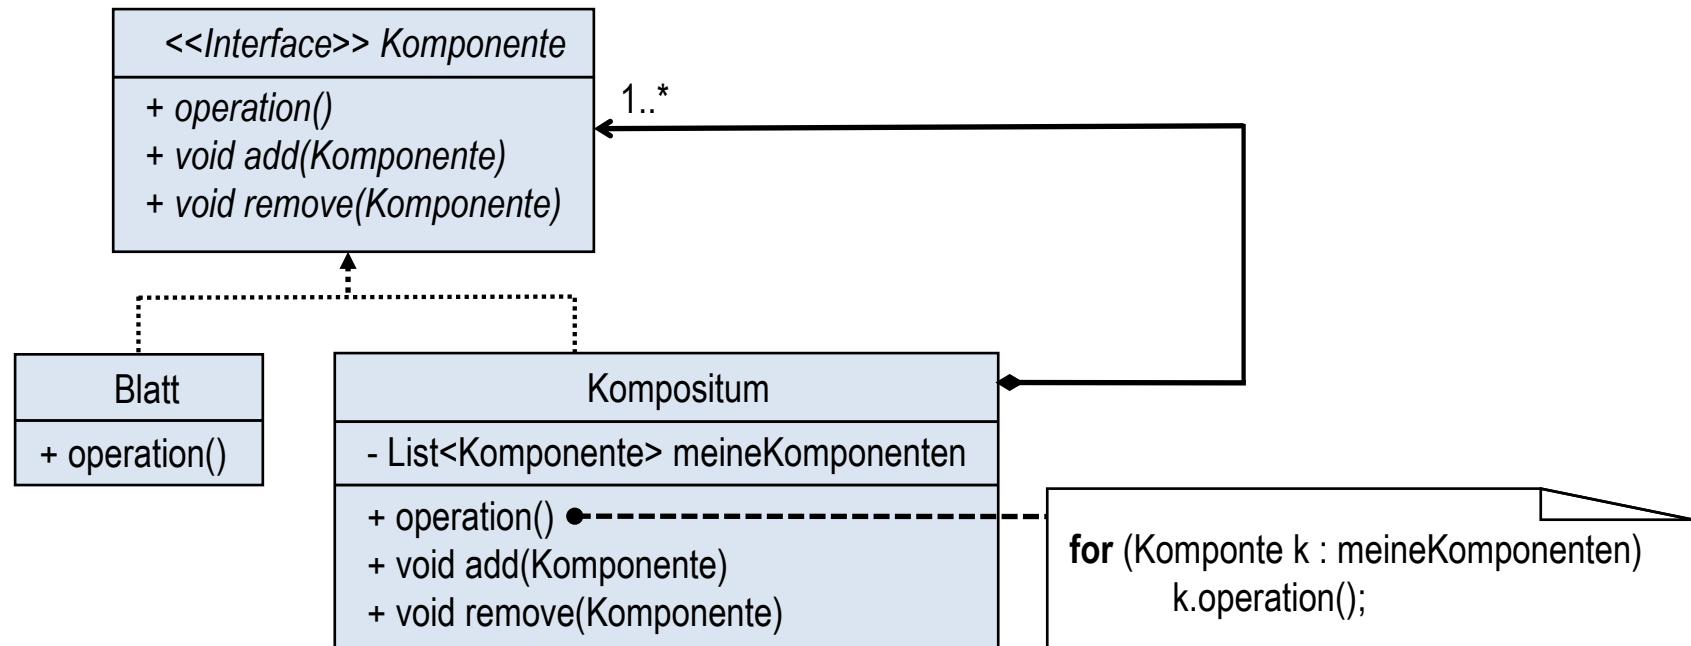 <<Interface>> Komponente
+ operation()
+ void add(Komponente)
+ void remove(Komponente)
1..*
Blatt
+ operation()
Kompositum
- List<Komponente> meineKomponenten
+ operation()
+ void add(Komponente)
+ void remove(Komponente)
for (Komponte k : meineKomponenten)
k.operation();